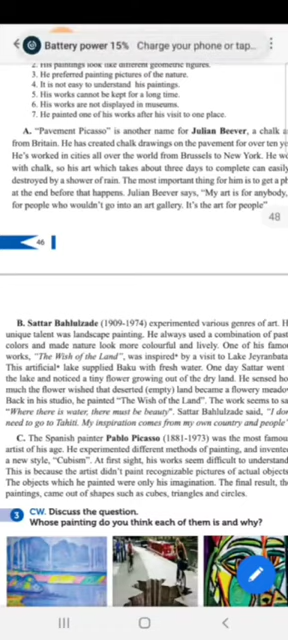 Battery power 15% Charge your phone or tap...
2. His paintings look like different geometric figures.
3. He preferred painting pictures of the nature.
4. It is not easy to understand his paintings.
5. His works cannot be kept for a long time.
6. His works are not displayed in museums.
7. He painted one of his works after his visit to one place.
A. "Pavement Picasso" is another name for Julian Beever, a chalk a
from Britain. He has created chalk drawings on the pavement for over ten ye
He's worked in cities all over the world from Brussels to New York. He wo
with chalk, so his art which takes about three days to complete can easily
destroyed by a shower of rain. The most important thing for him is to get a ph
at the end before that happens. Julian Beever says, "My art is for anybody,
for people who wouldn't go into an art gallery. It's the art for people"
48
46
B. Sattar Bahlulzade (1909-1974) experimented various genres of art. H
unique talent was landscape painting. He always used a combination of past
colors and made nature look more colourful and lively. One of his famo
works, "The Wish of the Land", was inspired* by a visit to Lake Jeyranbata
This artificial* lake supplied Baku with fresh water. One day Sattar went
the lake and noticed a tiny flower growing out of the dry land. He sensed ho
much the flower wished that deserted (empty) land became a flowery meado
Back in his studio, he painted "The Wish of the Land". The work seems to sa
"Where there is water, there must be beauty". Sattar Bahlulzade said, "I don
need to go to Tahiti. My inspiration comes from my own country and people"
C. The Spanish painter Pablo Picasso (1881-1973) was the most famou
artist of his age. He experimented different methods of painting, and invente
a new style, "Cubism". At first sight, his works seem difficult to understand
This is because the artist didn't paint recognizable pictures of actual objects
The objects which he painted were only his imagination. The final result, th
paintings, came out of shapes such as cubes, triangles and circles.
3 CW. Discuss the question.
Whose painting do you think each of them is and why?